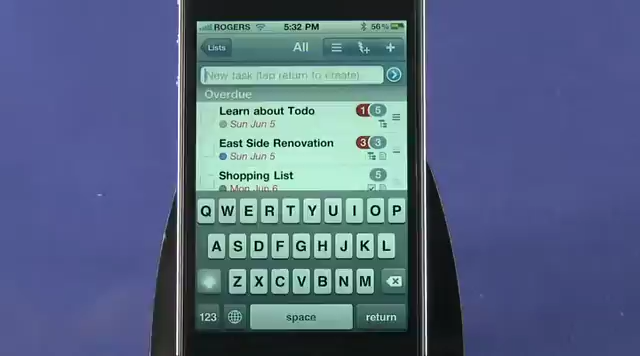 ROGERS 5:32 PM 56%
Lists All
New task (tap return to create)
Overdue
Learn about Todo 1 5
Sun Jun 5
East Side Renovation 3 3
Sun Jun 5
Shopping List 5
Mon Jun 6
Q W E R T Y U I O P
A S D F G H J K L
Z X C V B N M
123 space return